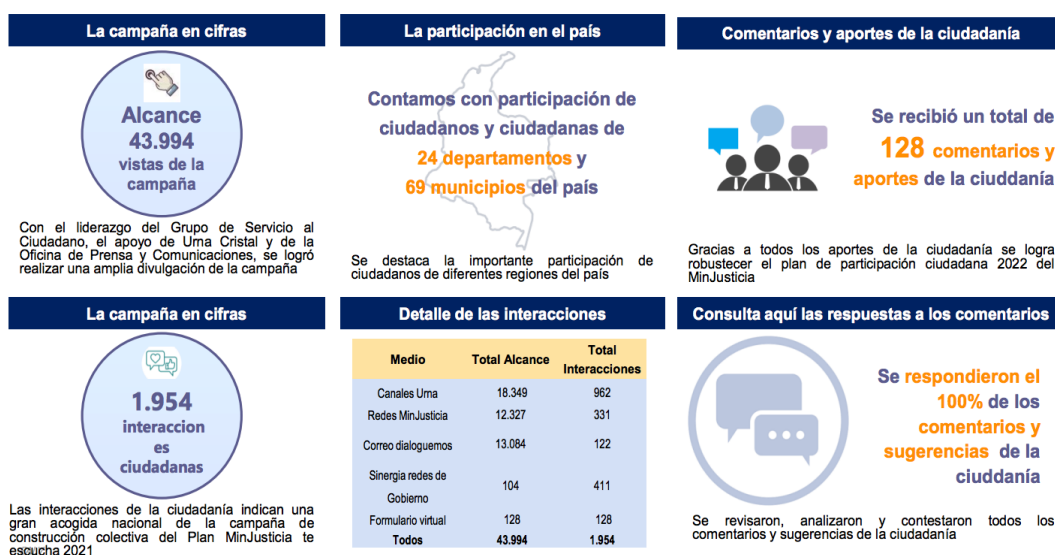 La campaña en cifras
Alcance
43.994
vistas de la
campaña
Con el liderazgo del Grupo de Servicio al
Ciudadano, el apoyo de Urna Cristal y de la
Oficina de Prensa y Comunicaciones, se logró
realizar una amplia divulgación de la campaña
La participación en el país
Contamos con participación de
ciudadanos y ciudadanas de
24 departamentos y
69 municipios del país
Se destaca la importante participación de
ciudadanos de diferentes regiones del país
Comentarios y aportes de la ciudadanía
Se recibió un total de
128 comentarios y
aportes de la ciuddanía
Gracias a todos los aportes de la ciudadanía se logra
robustecer el plan de participación ciudadana 2022 del
MinJusticia
La campaña en cifras
1.954
interaccion
es
ciudadanas
Las interacciones de la ciudadanía indican una
gran acogida nacional de la campaña de
construcción colectiva del Plan MinJusticia te
escucha 2021
Detalle de las interacciones
Medio Total Alcance Total
Interacciones
Canales Urna 18.349 962
Redes MinJusticia 12.327 331
Correo dialoguemos 13.084 122
Sinergia redes de
Gobierno 104 411
Formulario virtual 128 128
Todos 43.994 1.954
Consulta aquí las respuestas a los comentarios
Se respondieron el
100% de los
comentarios y
sugerencias de la
ciuddanía
Se revisaron, analizaron y contestaron todos los
comentarios y sugerencias de la ciudadanía